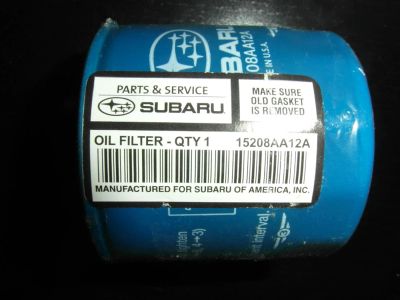 SUBARU
08AA12A
IN U.S.A.
PARTS & SERVICE
SUBARU
MAKE SURE
OLD GASKET
IS REMOVED
OIL FILTER - QTY 1 15208AA12A
MANUFACTURED FOR SUBARU OF AMERICA, INC.
interval.